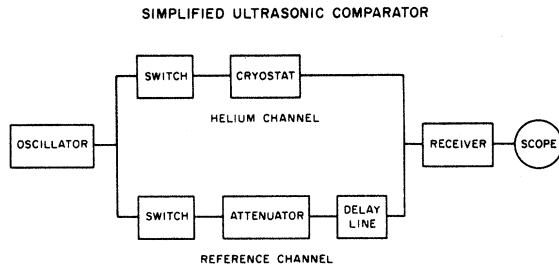 SIMPLIFIED ULTRASONIC COMPARATOR
SWITCH
CRYOSTAT
HELIUM CHANNEL
OSCILLATOR
RECEIVER
SCOPE
SWITCH
ATTENUATOR
DELAY
LINE
REFERENCE CHANNEL